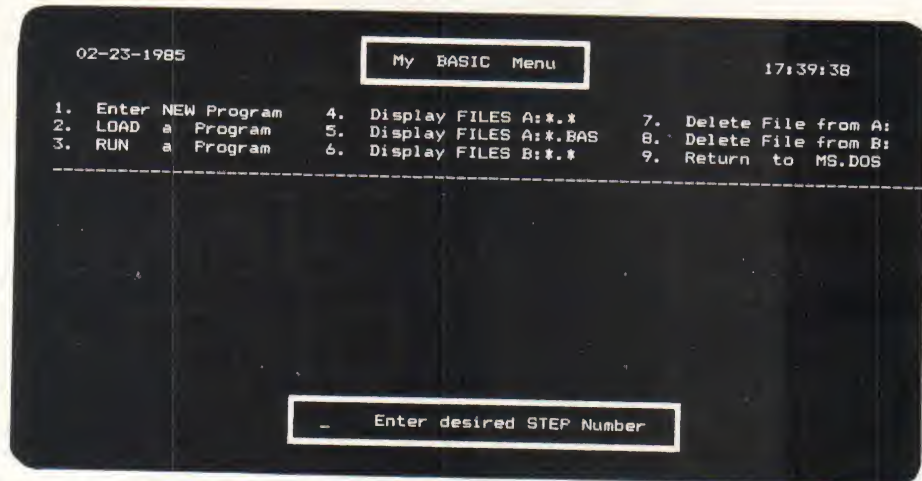 02-23-1985 My BASIC Menu 17:39:38
1. Enter NEW Program 4. Display FILES A:*.* 7. Delete File from A:
2. LOAD a Program 5. Display FILES A:*.BAS 8. Delete File from B:
3. RUN a Program 6. Display FILES B:*.* 9. Return to MS.DOS
_ Enter desired STEP Number